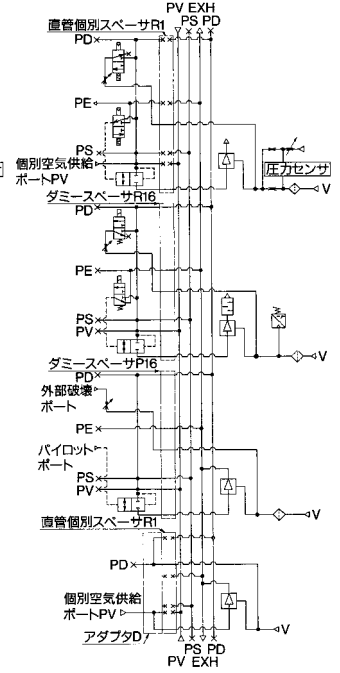 PV EXH
PS PD
直管個別スペーサR1
PD
PE
PS
個別空気供給
ポートPV
圧力センサ
V
ダミースペーサR16
PD
PE
PS
PV
V
ダミースペーサP16
PD
外部破壊
ポート
PE
パイロット
ポート
PS
PV
V
直管個別スペーサR1
PD
個別空気供給
ポートPV
V
アダプタD
PS PD
PV EXH